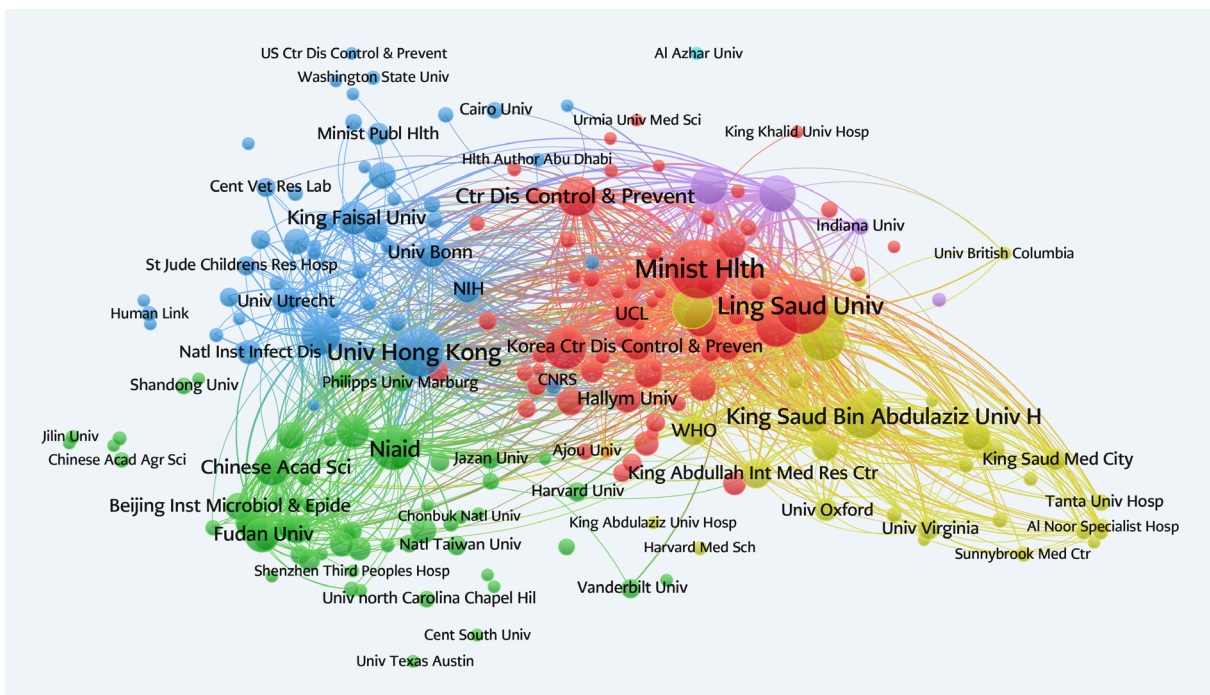 US Ctr Dis Control & Prevent
Al Azhar Univ
Washington State Univ
Cairo Univ
Urmia Univ Med Sci
Minist Publ Hlth
King Khalid Univ Hosp
Hlth Author Abu Dhabi
Cent Vet Res Lab
Ctr Dis Control & Prevent
King Faisal Univ
Indiana Univ
Univ Bonn
Univ British Columbia
St Jude Childrens Res Hosp
Minist Hlth
NIH
Univ Utrecht
Ling Saud Univ
Human Link
UCL
Natl Inst Infect Dis
Univ Hong Kong
Korea Ctr Dis Control & Preven
Shandong Univ
Philipps Univ Marburg
CNRS
Hallym Univ
King Saud Bin Abdulaziz Univ H
WHO
Jilin Univ
Niaid
Ajou Univ
Chinese Acad Agr Sci
Jazan Univ
King Saud Med City
Chinese Acad Sci
King Abdullah Int Med Res Ctr
Harvard Univ
Tanta Univ Hosp
Beijing Inst Microbiol & Epide
Univ Oxford
Chonbuk Natl Univ
King Abdulaziz Univ Hosp
Al Noor Specialist Hosp
Univ Virginia
Fudan Univ
Natl Taiwan Univ
Harvard Med Sch
Sunnybrook Med Ctr
Shenzhen Third Peoples Hosp
Vanderbilt Univ
Univ north Carolina Chapel Hil
Cent South Univ
Univ Texas Austin